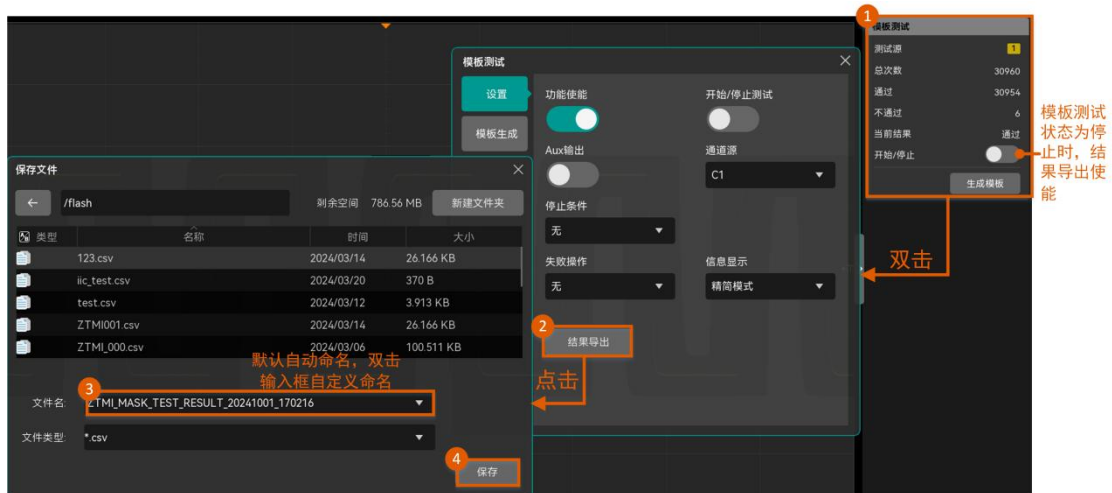 1
模板测试
测试源 1
总次数 30960
通过 30954
不通过 6
当前结果 通过
开始/停止
生成模板
模板测试
状态为停
止时，结
果导出使
能
双击
模板测试
设置
模板生成
功能使能 开始/停止测试
Aux输出 通道源
C1
停止条件
无
失败操作 信息显示
无 精简模式
2
结果导出
点击
保存文件
/flash 剩余空间 786.56 MB 新建文件夹
类型 名称 时间 大小
123.csv 2024/03/14 26.166 KB
iic_test.csv 2024/03/20 370 B
test.csv 2024/03/12 3.913 KB
ZTMI001.csv 2024/03/14 26.166 KB
ZTMI_000.csv 2024/03/06 100.511 KB
默认自动命名，双击
输入框自定义命名
3
文件名: ZTMI_MASK_TEST_RESULT_20241001_170216
文件类型: *.csv
4
保存